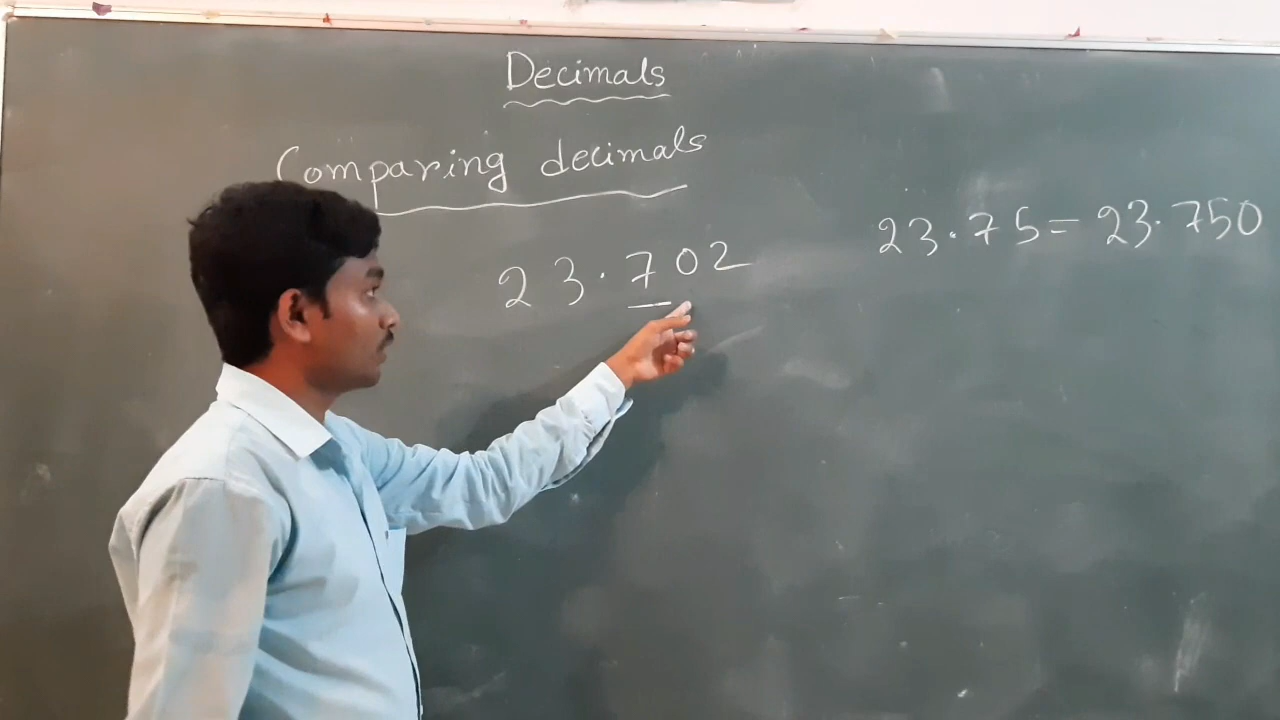 Decimals
Comparing decimals
23.702
23.75 = 23.750